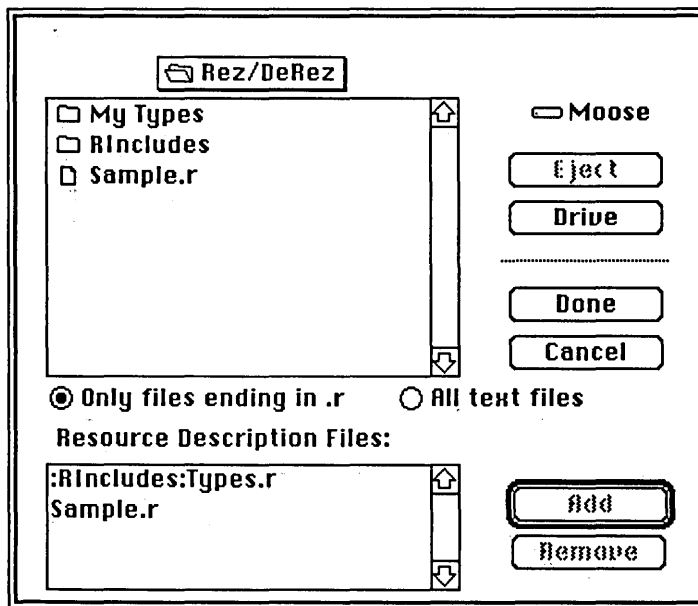 Rez/DeRez
My Types
RIncludes
Sample.r
Moose
Eject
Drive
Done
Cancel
Only files ending in .r
All text files
Resource Description Files:
:RIncludes:Types.r
Sample.r
Add
Remove